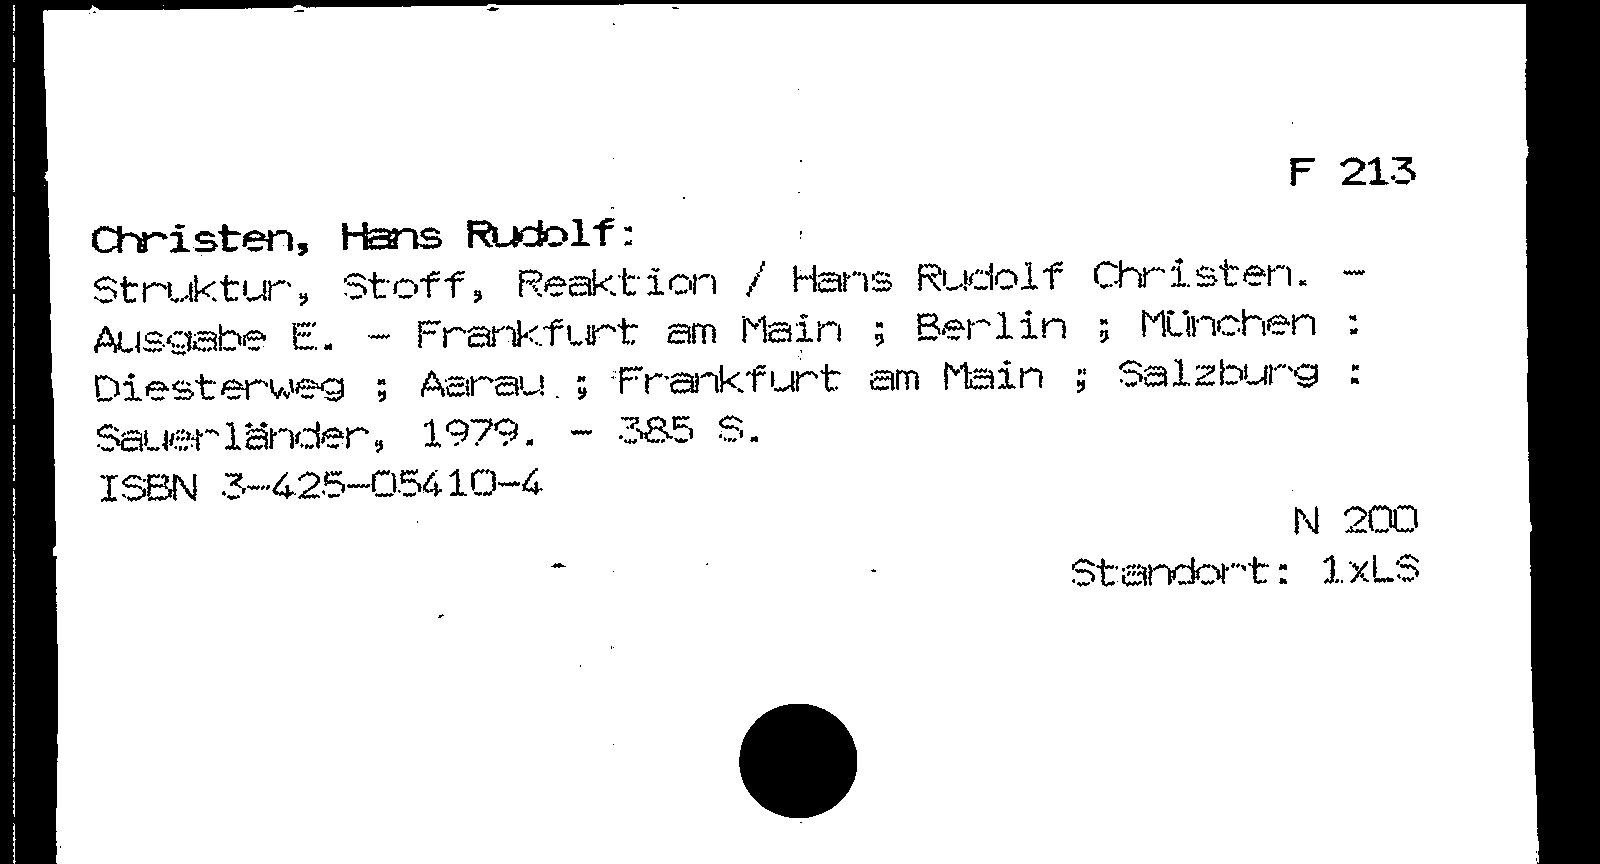 F 213
Christen, Hans Rudolf:
Struktur, Stoff, Reaktion / Hans Rudolf Christen. -
Ausgabe E. - Frankfurt am Main ; Berlin ; München :
Diesterweg ; Aarau ; Frankfurt am Main ; Salzburg :
Sauerländer, 1979. - 385 S.
ISBN 3-425-05410-4
N 200
Standort: 1xLS